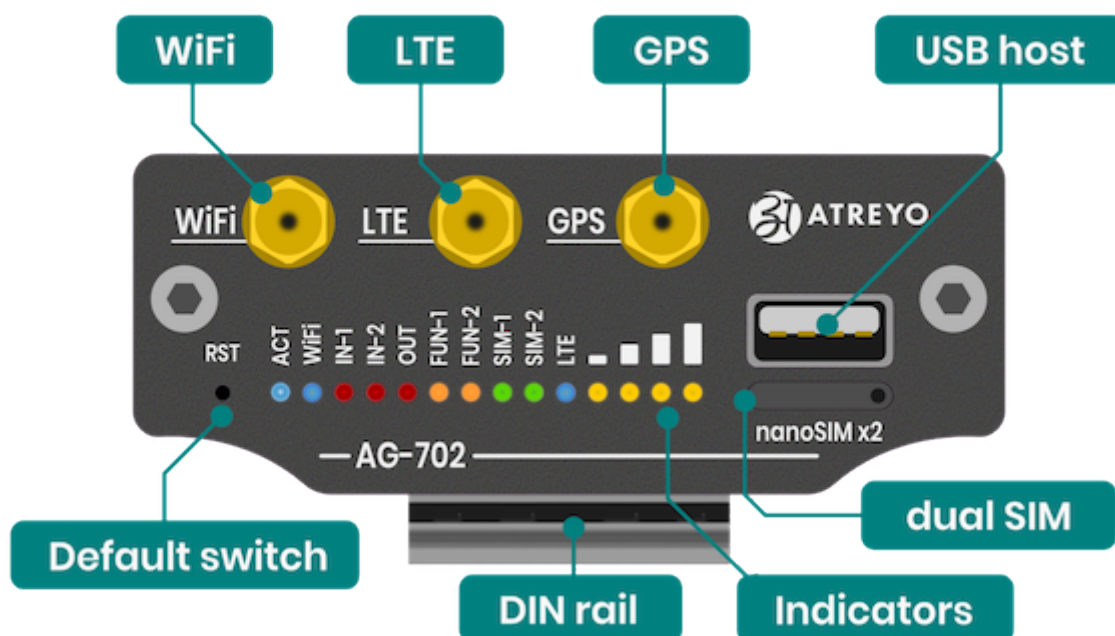 WiFi
LTE
GPS
USB host
WiFi
LTE
GPS
ATREYO
RST
ACT
WiFi
IN-1
IN-2
OUT
FUN-1
FUN-2
SIM-1
SIM-2
LTE
nanoSIM x2
AG-702
dual SIM
Default switch
DIN rail
Indicators